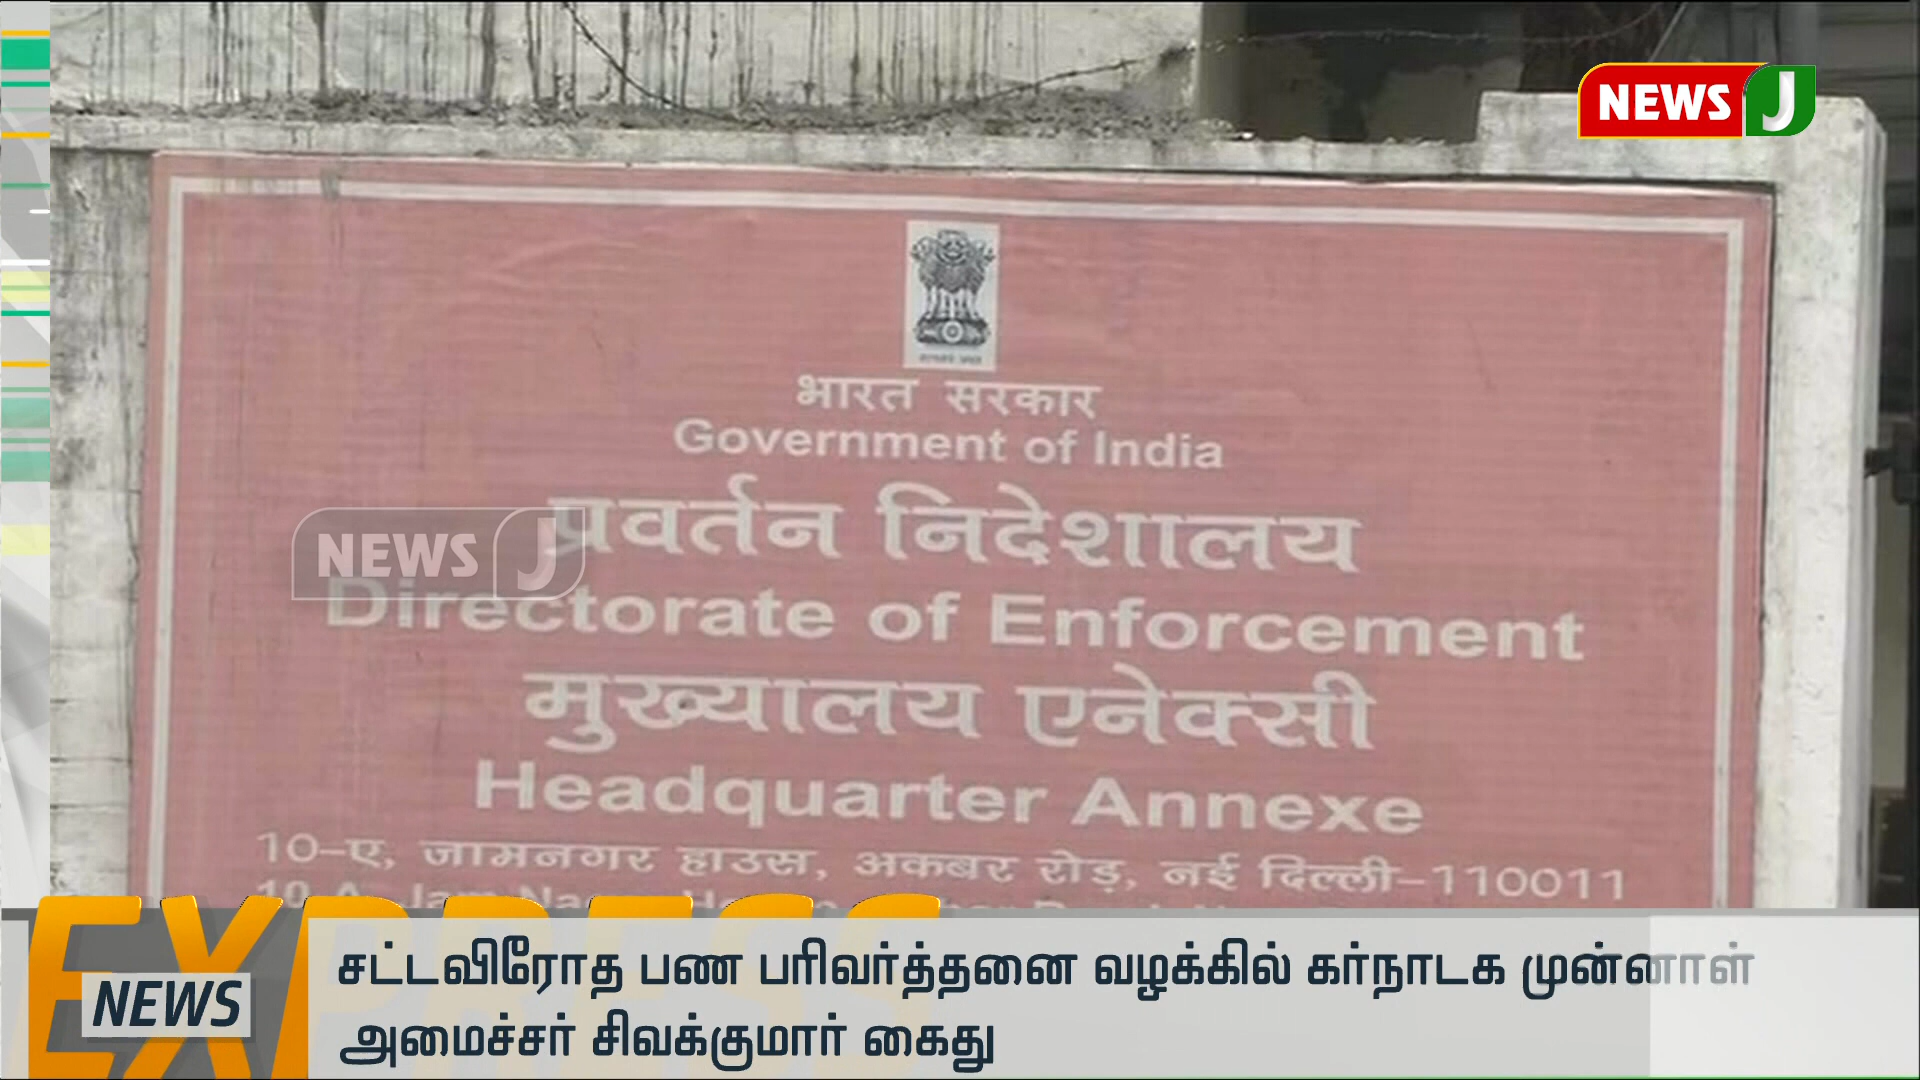 NEWS J
भारत सरकार
Government of India
प्रवर्तन निदेशालय
NEWS J
Directorate of Enforcement
मुख्यालय एनेक्सी
Headquarter Annexe
10-ए, जामनगर हाउस, अकबर रोड़, नई दिल्ली-110011
EXPRESS
NEWS
சட்டவிரோத பண பரிவர்த்தனை வழக்கில் கர்நாடக முன்னாள்
அமைச்சர் சிவக்குமார் கைது